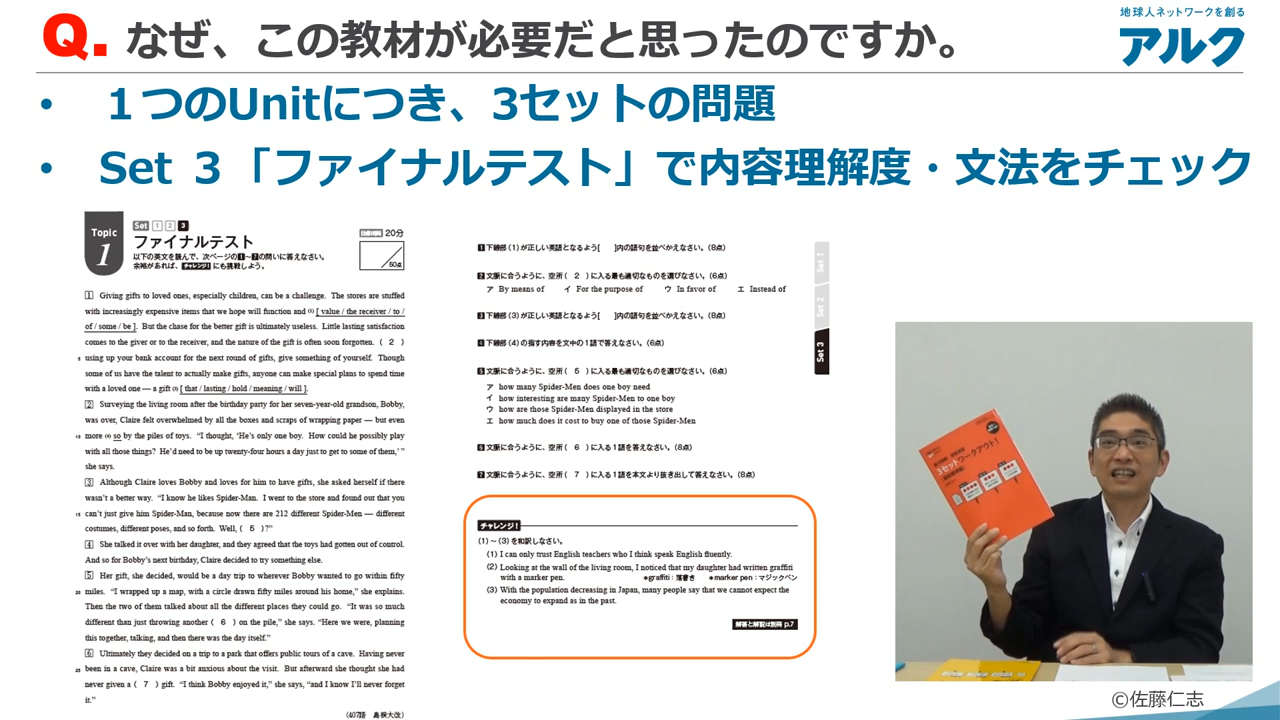 Q. なぜ、この教材が必要だと思ったのですか。
地球人ネットワークを創る
アルク
• １つのUnitにつき、3セットの問題
• Set ３「ファイナルテスト」で内容理解度・文法をチェック
Topic
1
Set 1 2 3
ファイナルテスト
以下の英文を読んで、次ページの1～7の問いに答えなさい。
余裕があれば、チャレンジ！にも挑戦しよう。
20分
50点
1 Giving gifts to loved ones, especially children, can be a challenge. The stores are stuffed
with increasingly expensive items that we hope will function and (1) [ value / the receiver / to /
of / some / be ]. But the chase for the better gift is ultimately useless. Little lasting satisfaction
comes to the giver or to the receiver, and the nature of the gift is often soon forgotten. ( 2 )
5 using up your bank account for the next round of gifts, give something of yourself. Though
some of us have the talent to actually make gifts, anyone can make special plans to spend time
with a loved one — a gift (3) [ that / lasting / hold / meaning / will ].
2 Surveying the living room after the birthday party for her seven-year-old grandson, Bobby,
was over, Claire felt overwhelmed by all the boxes and scraps of wrapping paper — but even
10 more (4) so by the piles of toys. “I thought, ‘He’s only one boy. How could he possibly play
with all those things? He’d need to be up twenty-four hours a day just to get to some of them,’ ”
she says.
3 Although Claire loves Bobby and loves for him to have gifts, she asked herself if there
wasn’t a better way. “I know he likes Spider-Man. I went to the store and found out that you
15 can’t just give him Spider-Man, because now there are 212 different Spider-Men — different
costumes, different poses, and so forth. Well, ( 5 )?”
4 She talked it over with her daughter, and they agreed that the toys had gotten out of control.
And so for Bobby’s next birthday, Claire decided to try something else.
5 Her gift, she decided, would be a day trip to wherever Bobby wanted to go within fifty
20 miles. “I wrapped up a map, with a circle drawn fifty miles around his home,” she explains.
Then the two of them talked about all the different places they could go. “It was so much
different than just throwing another ( 6 ) on the pile,” she says. “Here we were, planning
this together, talking, and then there was the day itself.”
6 Ultimately they decided on a trip to a park that offers public tours of a cave. Having never
25 been in a cave, Claire was a bit anxious about the visit. But afterward she thought she had
never given a ( 7 ) gift. “I think Bobby enjoyed it,” she says, “and I know I’ll never forget
it.”
(407語 島根大改)
1 下線部（1）が正しい英語となるよう[ ]内の語句を並べかえなさい。（8点）
2 文脈に合うように、空所（ 2 ）に入る最も適切なものを選びなさい。（6点）
ア By means of イ For the purpose of ウ In favor of エ Instead of
3 下線部（3）が正しい英語となるよう[ ]内の語句を並べかえなさい。（8点）
4 下線部（4）の指す内容を文中の1語で答えなさい。（6点）
5 文脈に合うように、空所（ 5 ）に入る最も適切なものを選びなさい。（6点）
ア how many Spider-Men does one boy need
イ how interesting are many Spider-Men to one boy
ウ how are those Spider-Men displayed in the store
エ how much does it cost to buy one of those Spider-Men
6 文脈に合うように、空所（ 6 ）に入る1語を答えなさい。（8点）
7 文脈に合うように、空所（ 7 ）に入る1語を本文より抜き出して答えなさい。（8点）
チャレンジ！
（1）～（3）を和訳しなさい。
(1) I can only trust English teachers who I think speak English fluently.
(2) Looking at the wall of the living room, I noticed that my daughter had written graffiti
with a marker pen. *graffiti：落書き *marker pen：マジックペン
(3) With the population decreasing in Japan, many people say that we cannot expect the
economy to expand as in the past.
解答と解説は別冊 p.7
Set 1
Set 2
Set 3
3セットワークアウト！
©佐藤仁志